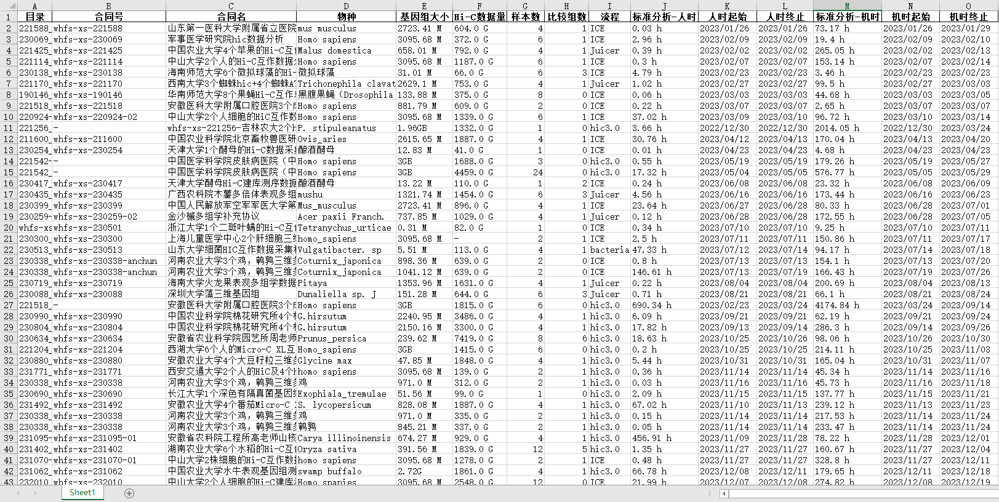 A B C D E F G H I J K L M N O
1 目录 合同号 合同名 物种 基因组大小 Hi-C数据量 样本数 比较组数 流程 标准分析-人时 人时起始 人时终止 标准分析-机时 机时起始 机时终止
2 221588_ whfs-xs-221588 山东第一医科大学附属省立医院 mus musculus 2723.41 M 604.0 G 4 1 ICE 0.03 h 2023/01/26 2023/01/26 73.17 h 2023/01/26 2023/01/29
3 230069_ whfs-xs-230069 军事医学研究院hic数据分析 Homo sapiens 3095.68 M 372.0 G 6 1 ICE 2.96 h 2023/02/09 2023/02/09 19.4 h 2023/02/09 2023/02/10
4 221425_ whfs-xs-221425 中国农业大学4个苹果的Hi-C互 Malus domestica 658.01 M 792.0 G 4 1 Juicer 0.39 h 2023/02/02 2023/02/02 265.05 h 2023/02/02 2023/02/13
5 221114_ whfs-xs-221114 中山大学2个人的Hi-C互作数据 Homo sapiens 3095.68 M 1187.0 G 6 1 ICE 0.3 h 2023/02/07 2023/02/07 153.14 h 2023/02/07 2023/02/14
6 230138_ whfs-xs-230138 海南师范大学6个微拟球藻的Hi- 微拟球藻 31.01 M 66.0 G 6 3 ICE 4.79 h 2023/02/23 2023/02/23 3.46 h 2023/02/23 2023/02/23
7 221170_ whfs-xs-221170 西南大学3个蜘蛛hic+4个蜘蛛A Trichonephila clavat 2629.1 M 753.0 G 4 1 Juicer 1.02 h 2023/02/27 2023/02/27 99.5 h 2023/02/27 2023/03/03
8 190146_ whfs-xs-190146 华南师范大学8个果蝇Hi-C互作 黑腹果蝇（Drosophila 133.88 M 375.0 G 8 0 ICE 0.06 h 2023/03/03 2023/03/03 44.68 h 2023/03/03 2023/03/05
9 221518_ whfs-xs-221518 安徽医科大学附属口腔医院3个 Homo sapiens 881.79 M 609.0 G 2 0 ICE 0.22 h 2023/03/07 2023/03/07 2.65 h 2023/03/07 2023/03/07
10 220924- whfs-xs-220924-02 中山大学2个人细胞的HiC互作数 Homo sapiens 3095.68 M 1339.0 G 6 1 ICE 37.02 h 2023/03/09 2023/03/10 96.72 h 2023/03/10 2023/03/14
11 221256_ - whfs-xs-221256-吉林农大2个h P. stipuleanatus 1.96GB 1332.0 G 1 0 hic3.0 3.66 h 2022/12/30 2022/12/30 2014.05 h 2022/12/30 2023/03/24
12 211600_ whfs-xs-211600 中国农业科学院北京畜牧兽医研 Ovis_aries 2615.65 M 1887.0 G 4 1 ICE 30.76 h 2023/04/12 2023/04/13 170.04 h 2023/04/13 2023/04/20
13 230254_ whfs-xs-230254 天津大学1个酵母的Hi-C数据采 酿酒酵母 12.83 M 41.0 G 1 0 ICE 0.01 h 2023/04/23 2023/04/23 4.68 h 2023/04/23 2023/04/23
14 221542- - 中国医学科学院皮肤病医院（中 Homo sapiens 3GB 1688.0 G 3 0 hic3.0 0.55 h 2023/05/19 2023/05/19 179.26 h 2023/05/19 2023/05/27
15 221542_ - 中国医学科学院皮肤病医院（中 Homo sapiens 3GB 4459.0 G 24 0 hic3.0 17.32 h 2023/05/04 2023/05/05 576.77 h 2023/05/05 2023/05/29
16 230417_ whfs-xs-230417 天津大学酵母Hi-C建库测序数据 酿酒酵母 13.22 M 110.0 G 1 2 ICE 0.24 h 2023/06/08 2023/06/08 23.32 h 2023/06/08 2023/06/09
17 230435_ whfs-xs-230435 广西农科院木薯多倍体表观多组 mushu 1321.74 M 1454.0 G 6 3 Juicer 4.56 h 2023/06/16 2023/06/16 173.44 h 2023/06/16 2023/06/23
18 230399_ whfs-xs-230399 中国人民解放军空军军医大学第 Mus_musculus 2723.41 M 896.0 G 4 1 ICE 23.64 h 2023/06/27 2023/06/28 80.33 h 2023/06/28 2023/07/01
19 230259- whfs-xs-230259-02 金沙槭多组学补充协议 Acer paxii Franch. 737.85 M 1029.0 G 4 1 Juicer 0.12 h 2023/06/28 2023/06/28 172.55 h 2023/06/28 2023/07/05
20 whfs-xs whfs-xs-230501 浙江大学1个二斑叶螨的Hi-C互 Tetranychus_urticae 0.31 M 82.0 G 1 0 ICE 0.34 h 2023/07/10 2023/07/10 9.25 h 2023/07/10 2023/07/11
21 230300_ whfs-xs-230300 上海儿童医学中心2个肝细胞三 homo_sapiens 3095.68 M - 2 1 ICE 2.5 h 2023/07/11 2023/07/11 150.86 h 2023/07/11 2023/07/17
22 230513_ whfs-xs-230513 山东大学细菌HIC互作数据采集 Vulgatibacter. sp 5.51 M 113.0 G 4 1 bacteria 47.33 h 2023/07/12 2023/07/14 94.17 h 2023/07/14 2023/07/18
23 230338_ whfs-xs-230338-anchun 河南农业大学3个鸡，鹌鹑三维 Coturnix_japonica 898.36 M 639.0 G 2 0 ICE 0.8 h 2023/07/13 2023/07/13 154.1 h 2023/07/13 2023/07/20
24 230338_ whfs-xs-230338-anchun 河南农业大学3个鸡，鹌鹑三维 Coturnix_japonica 1041.12 M 639.0 G 2 0 ICE 146.61 h 2023/07/13 2023/07/19 166.43 h 2023/07/19 2023/07/26
25 230719_ whfs-xs-230719 海南大学火龙果表观多组学数据 Pitaya 1353.96 M 1631.0 G 4 1 Juicer 0.22 h 2023/08/04 2023/08/04 200.69 h 2023/08/04 2023/08/13
26 230088_ whfs-xs-230088 深圳大学藻三维基因组 Dunaliella sp. J 151.28 M 644.0 G 6 3 Juicer 0.71 h 2023/08/21 2023/08/21 66.1 h 2023/08/21 2023/08/24
27 221518_ - 安徽医科大学附属口腔医院3个 Homo sapiens 3GB 1815.0 G 6 0 hic3.0 690.34 h 2023/02/23 2023/03/24 4174.84 h 2023/03/24 2023/09/14
28 230990_ whfs-xs-230990 中国农业科学院棉花研究所4个 G.hirsutum 2240.95 M 3486.0 G 4 1 hic3.0 6.09 h 2023/09/21 2023/09/21 62.19 h 2023/09/21 2023/09/24
29 230804_ whfs-xs-230804 中国农业科学院棉花研究所4个 G.hirsutum 2150.16 M 3300.0 G 4 1 hic3.0 17.82 h 2023/09/13 2023/09/14 286.3 h 2023/09/14 2023/09/26
30 230634_ whfs-xs-230634 安徽省农业科学院园艺所周老师 Prunus_persica 239.62 M 7419.0 G 8 6 hic3.0 18.63 h 2023/10/25 2023/10/26 98.06 h 2023/10/26 2023/10/30
31 221204_ whfs-xs-221204 西湖大学6个人的Micro-C XL互 Homo_sapiens 3GB 1415.0 G 6 0 hic3.0 0.2 h 2023/10/25 2023/10/25 214.11 h 2023/10/25 2023/11/03
32 230880_ whfs-xs-230880 安徽农业大学4个大豆籽粒三维 Glycine max 47.85 M 1848.0 G 4 1 hic3.0 5.44 h 2023/10/31 2023/10/31 165.04 h 2023/10/31 2023/11/07
33 231771_ whfs-xs-231771 西安交通大学2个人的HiC及4个 homo sapiens 3095.68 M 139.0 G 2 1 hic3.0 0.36 h 2023/11/14 2023/11/14 45.34 h 2023/11/14 2023/11/16
34 230338_ whfs-xs-230338 河南农业大学3个鸡，鹌鹑三维 鸡 971.0 M 312.0 G 2 1 hic3.0 0.03 h 2023/11/16 2023/11/16 45.73 h 2023/11/16 2023/11/18
35 230690_ whfs-xs-230690 长江大学1个深色有隔真菌基因 Exophiala_tremulae 51.56 M 99.0 G 1 0 hic3.0 2.09 h 2023/11/15 2023/11/15 137.77 h 2023/11/15 2023/11/21
36 231492_ whfs-xs-231492 安徽农业大学4个番茄Micro-C S. lycopersicum 828.08 M 1887.0 G 4 1 hic3.0 67.02 h 2023/11/10 2023/11/13 239.12 h 2023/11/13 2023/11/23
37 230338_ whfs-xs-230338 河南农业大学3个鸡，鹌鹑三维 鸡 971.0 M 335.0 G 2 1 hic3.0 0.15 h 2023/11/14 2023/11/14 217.53 h 2023/11/14 2023/11/24
38 230338_ whfs-xs-230338 河南农业大学3个鸡，鹌鹑三维 鹌鹑 845.21 M 337.0 G 2 1 hic3.0 0.05 h 2023/11/14 2023/11/14 233.47 h 2023/11/14 2023/11/24
39 231095- whfs-xs-231095-01 安徽省农科院工程所高老师山核 Carya illinoinensis 674.27 M 929.0 G 4 1 hic3.0 456.91 h 2023/11/09 2023/11/28 78.22 h 2023/11/28 2023/12/01
40 231402_ whfs-xs-231402 湖南农业大学6个水稻的Hi-C互 Oryza sativa 391.56 M 1839.0 G 12 5 hic3.0 1.35 h 2023/11/27 2023/11/27 160.67 h 2023/11/27 2023/12/04
41 231070- whfs-xs-231070-01 中山大学2株细胞的Hi-C互作数 homo sapiens 3095.68 M 1278.0 G 2 1 ICE 0.48 h 2023/11/27 2023/11/27 328.8 h 2023/11/27 2023/12/11
42 231062_ whfs-xs-231062 中国农业大学水牛表观基因组测 swamp buffalo 2.72G 1861.0 G 4 1 hic3.0 66.78 h 2023/12/08 2023/12/11 179.65 h 2023/12/11 2023/12/18
43 232010_ whfs-xs-232010 中山大学2个人细胞的Hi-C建库 Homo spanies 3095.68 M 2548.0 G 12 0 ICE 21.99 h 2023/12/07 2023/12/08 274.82 h 2023/12/08 2023/12/19
Sheet1